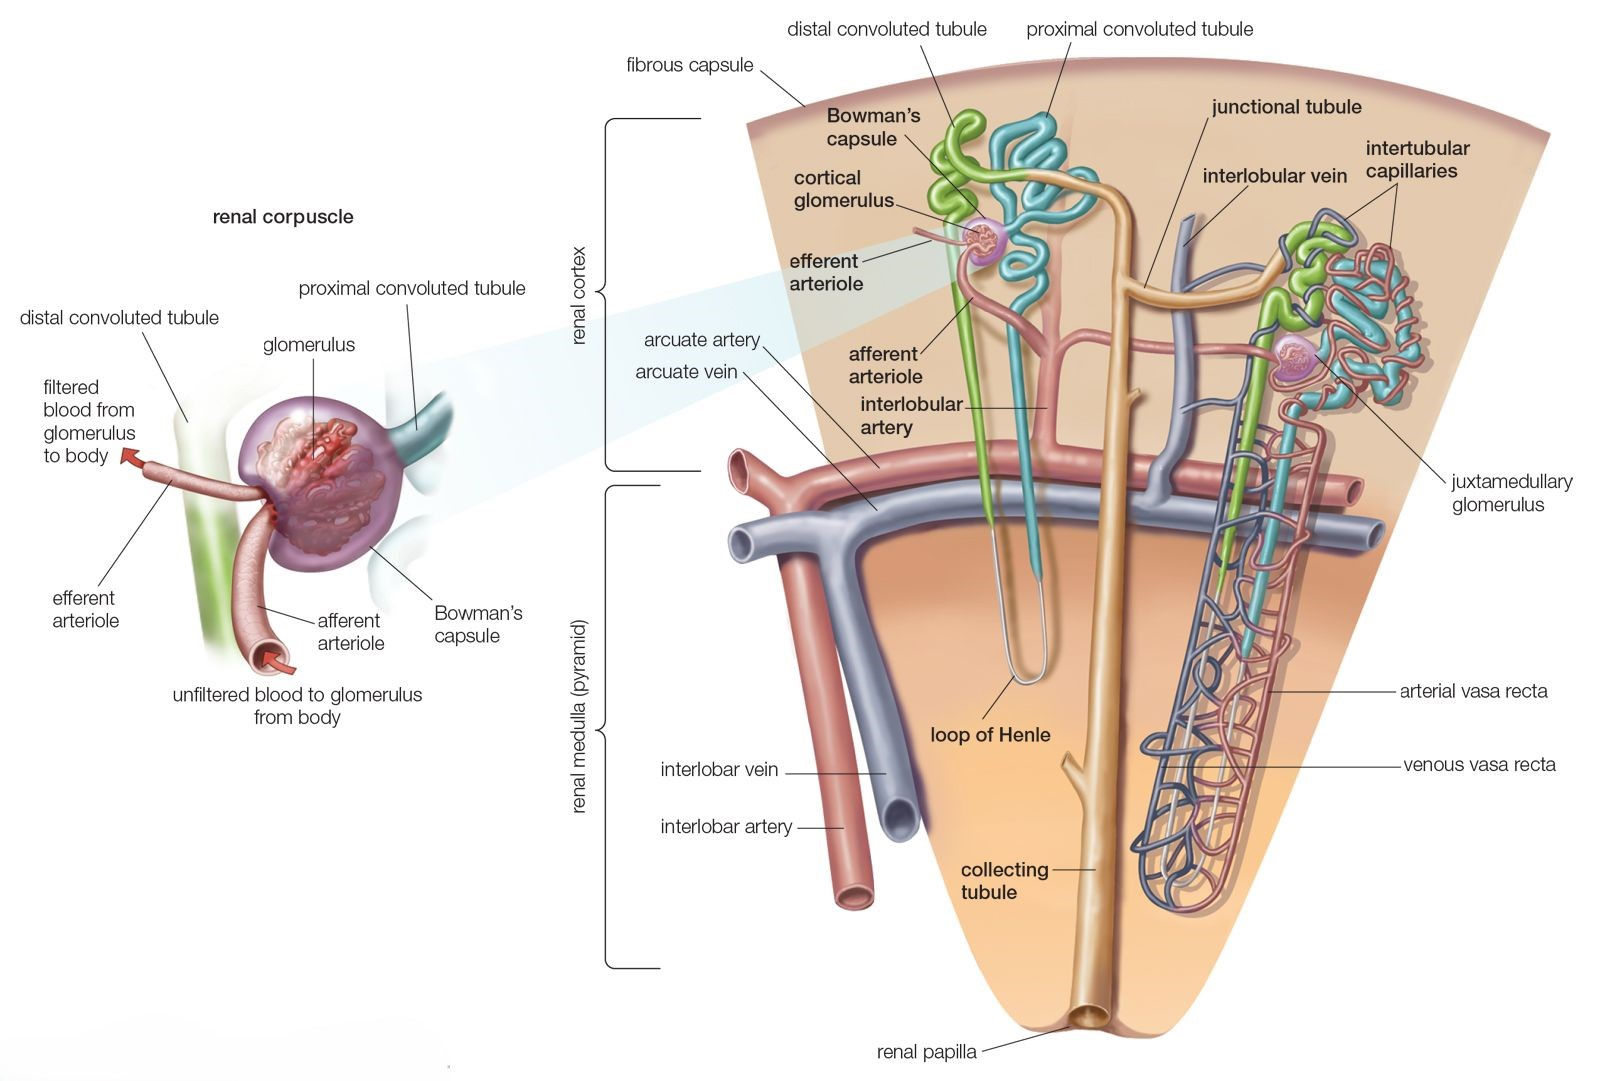 renal corpuscle
distal convoluted tubule
proximal convoluted tubule
glomerulus
filtered
blood from
glomerulus
to body
efferent
arteriole
afferent
arteriole
Bowman's
capsule
unfiltered blood to glomerulus
from body
distal convoluted tubule
proximal convoluted tubule
fibrous capsule
Bowman's
capsule
junctional tubule
intertubular
capillaries
interlobular vein
cortical
glomerulus
efferent
arteriole
renal cortex
arcuate artery
arcuate vein
afferent
arteriole
interlobular
artery
juxtamedullary
glomerulus
renal medulla (pyramid)
arterial vasa recta
loop of Henle
venous vasa recta
interlobar vein
interlobar artery
collecting
tubule
renal papilla